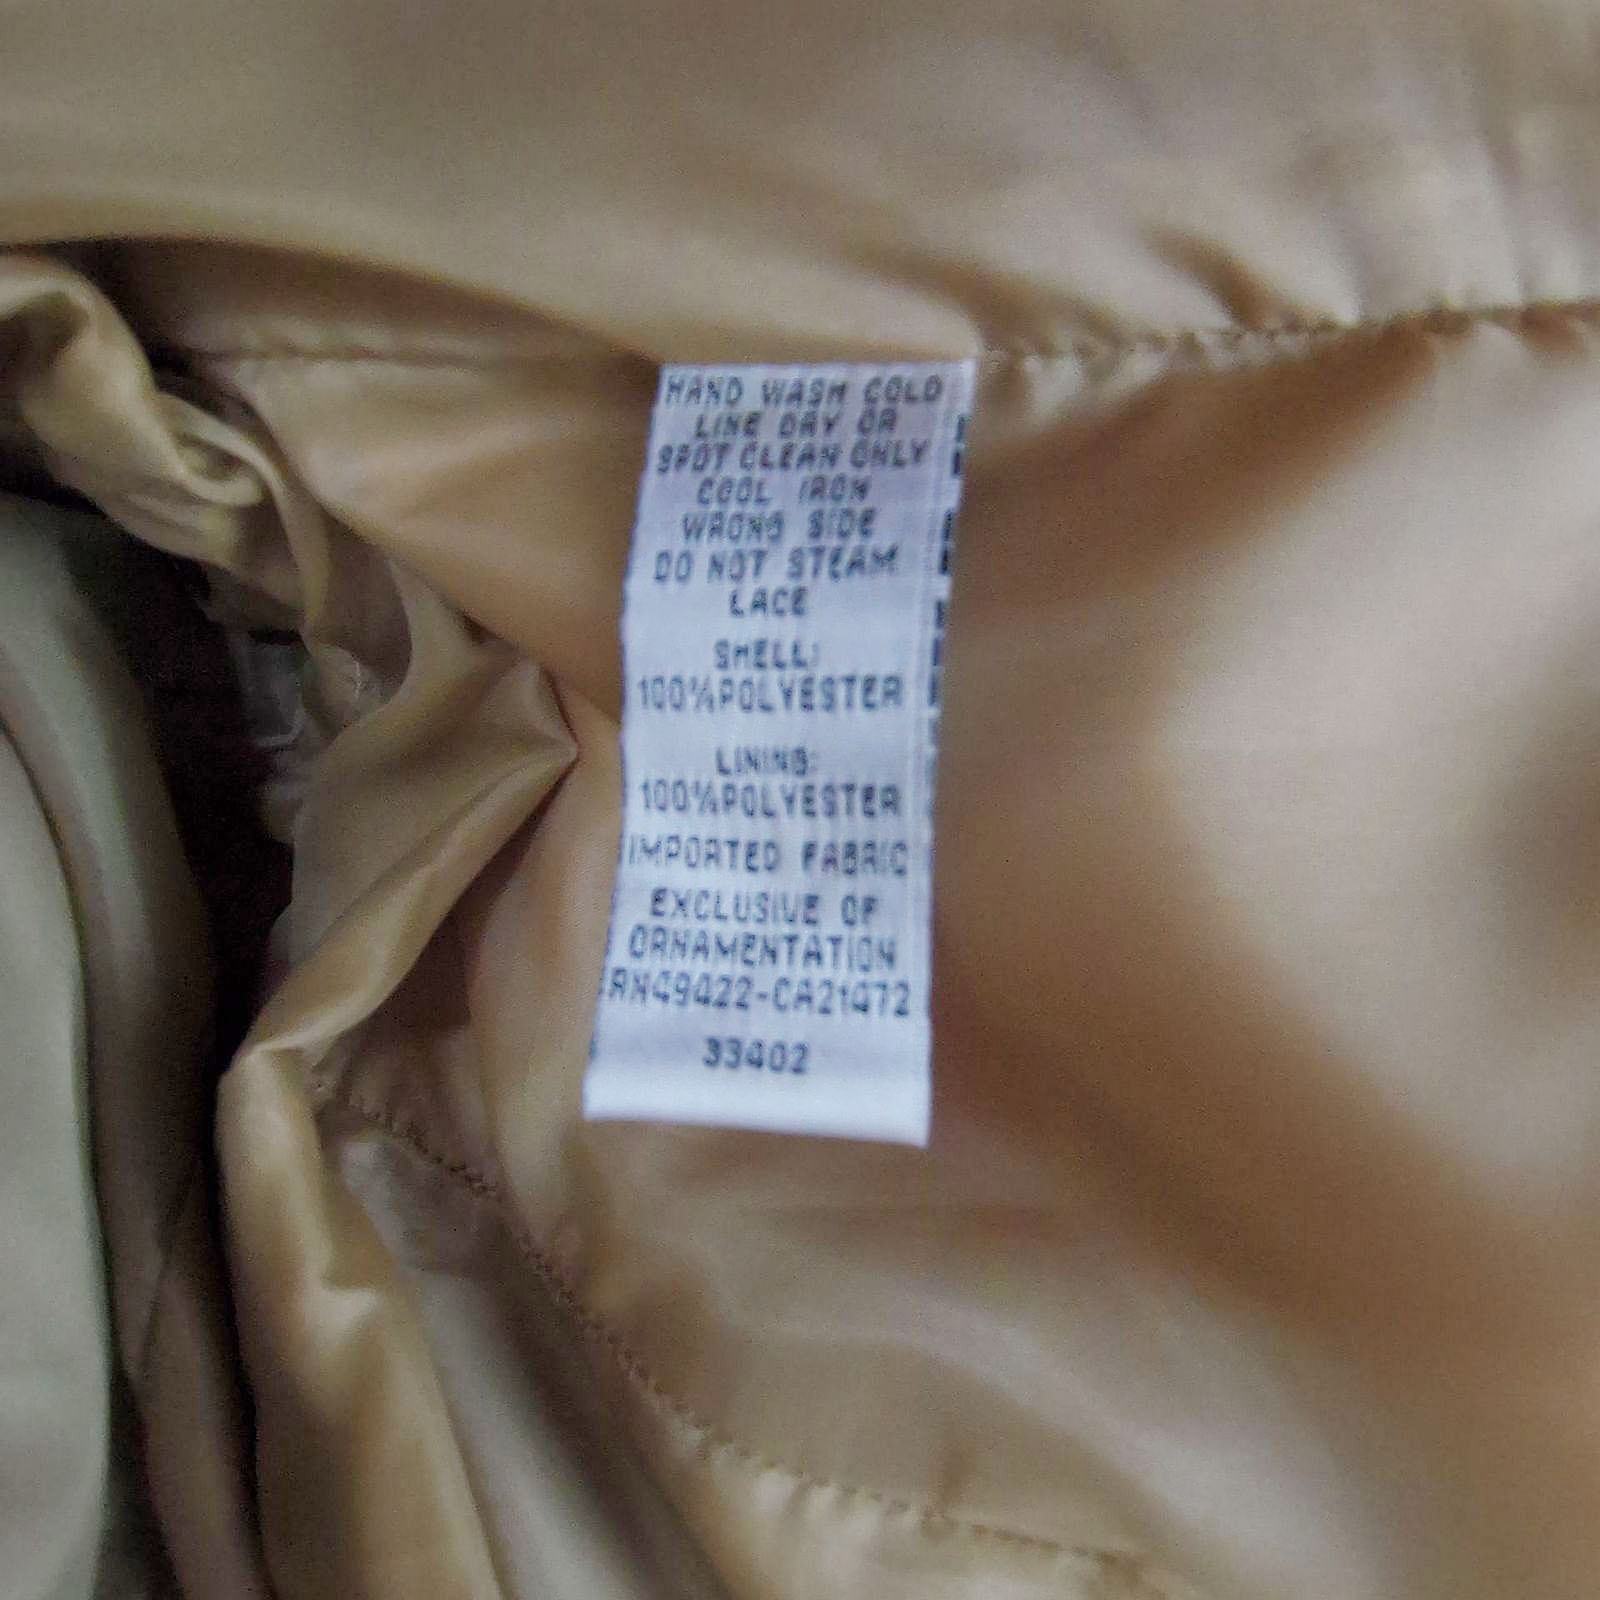 HAND WASH COLD
LINE DRY OR
SPOT CLEAN ONLY
COOL IRON
WRONG SIDE
DO NOT STEAM
LACE
SHELL:
100%POLYESTER
LINING:
100%POLYESTER
IMPORTED FABRIC
EXCLUSIVE OF
ORNAMENTATION
RN49422-CA21472
33402